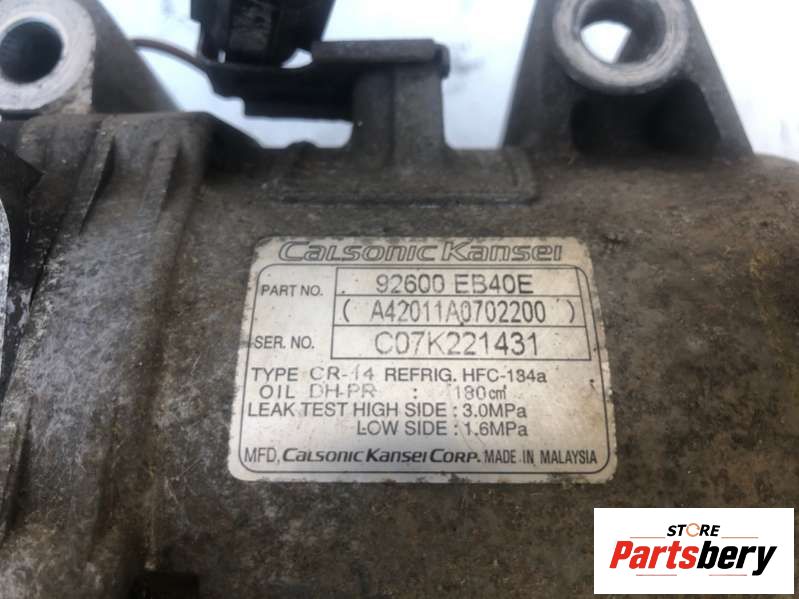 Calsonic Kansei
PART NO. 92600 EB40E
( A42011A0702200 )
SER. NO. C07K221431
TYPE CR-14 REFRIG. HFC-134a
OIL DH-PR : 180cm³
LEAK TEST HIGH SIDE : 3.0MPa
LOW SIDE : 1.6MPa
MFD. CALSONIC KANSEI CORP. MADE IN MALAYSIA
STORE
Partsbery